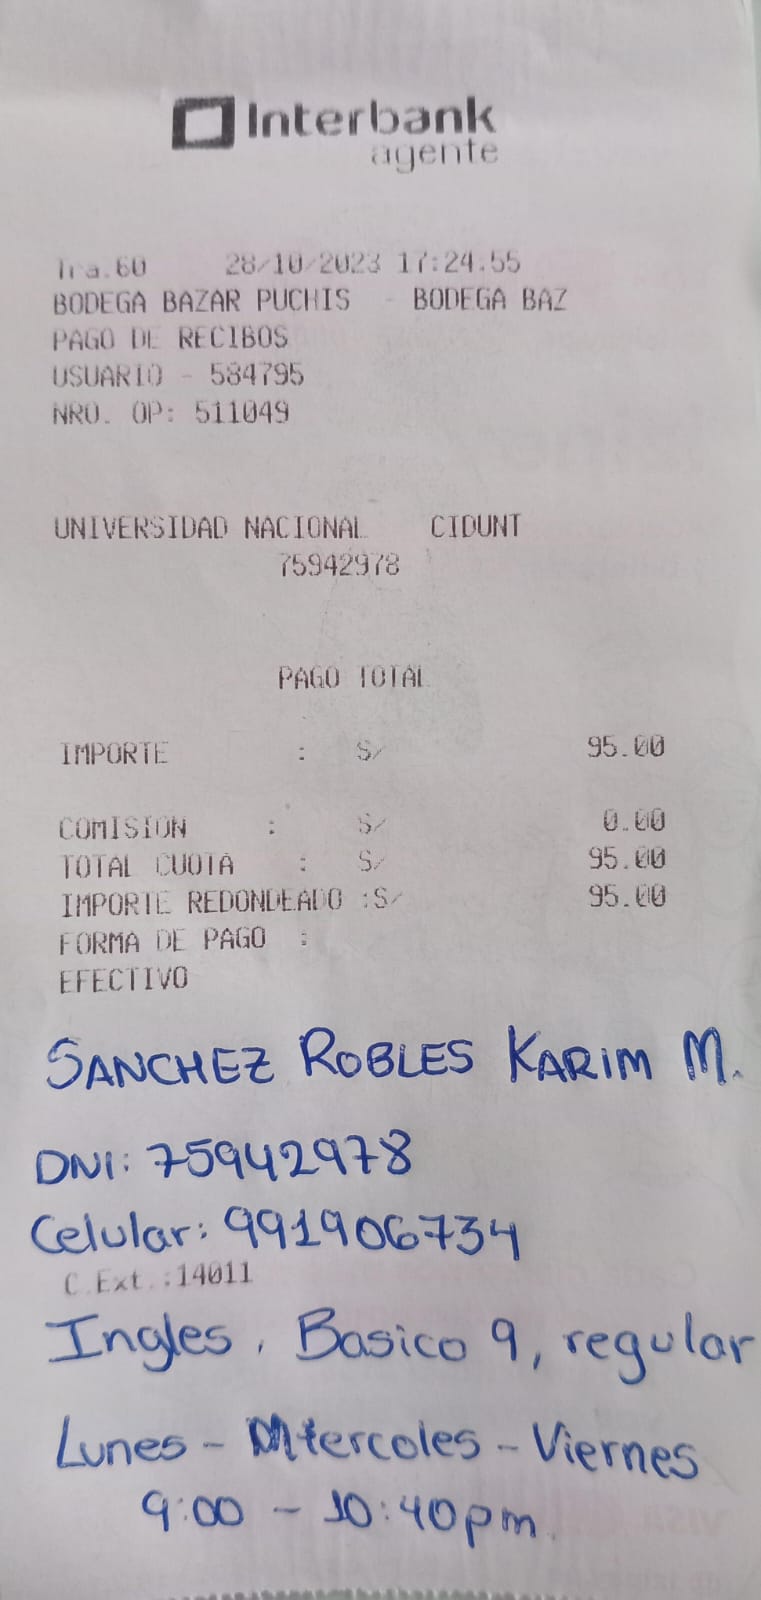 Interbank
agente
Tra.60 28/10/2023 17:24:55
BODEGA BAZAR PUCHIS - BODEGA BAZ
PAGO DE RECIBOS
USUARIO - 584795
NRO. OP: 511049
UNIVERSIDAD NACIONAL CIDUNT
75942978
PAGO TOTAL
IMPORTE : S/ 95.00
COMISION : S/ 0.00
TOTAL CUOTA : S/ 95.00
IMPORTE REDONDEADO :S/ 95.00
FORMA DE PAGO :
EFECTIVO
SANCHEZ ROBLES KARIM M.
DNI: 75942978
Celular: 991906734
C.Ext.:14011
Ingles, Basico 9, regular
Lunes - Miercoles - Viernes
9:00 - 10:40pm.